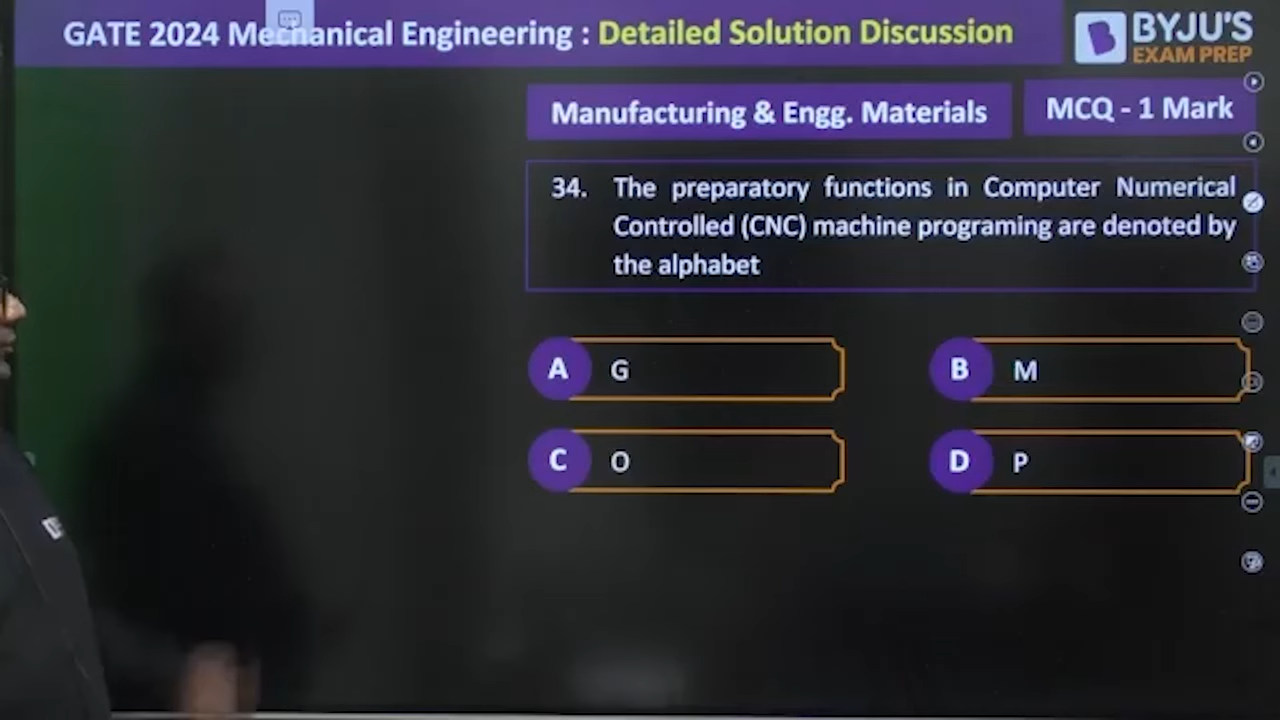 GATE 2024 Mechanical Engineering : Detailed Solution Discussion
BYJU'S
EXAM PREP
Manufacturing & Engg. Materials
MCQ - 1 Mark
34. The preparatory functions in Computer Numerical
Controlled (CNC) machine programing are denoted by
the alphabet
A G
B M
C O
D P